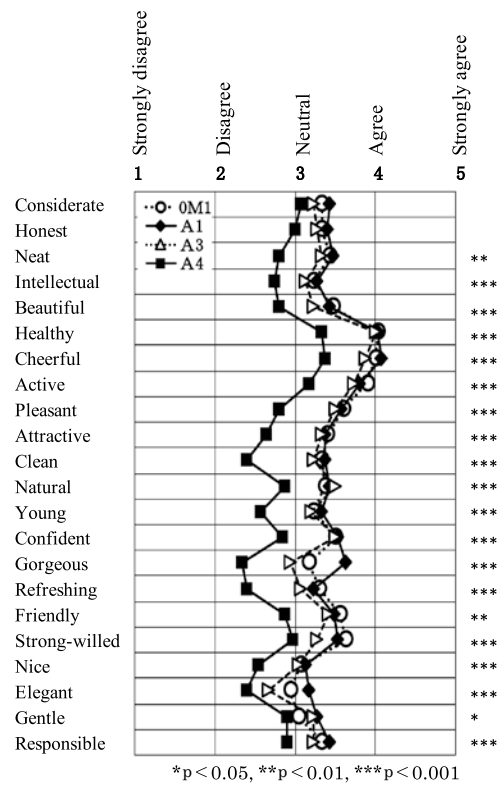 Strongly disagree
Disagree
Neutral
Agree
Strongly agree
1 2 3 4 5
0M1
A1
A3
A4
Considerate
Honest
Neat **
Intellectual ***
Beautiful ***
Healthy ***
Cheerful ***
Active ***
Pleasant ***
Attractive ***
Clean ***
Natural ***
Young ***
Confident ***
Gorgeous ***
Refreshing ***
Friendly **
Strong-willed ***
Nice ***
Elegant ***
Gentle *
Responsible ***
*p<0.05, **p<0.01, ***p<0.001